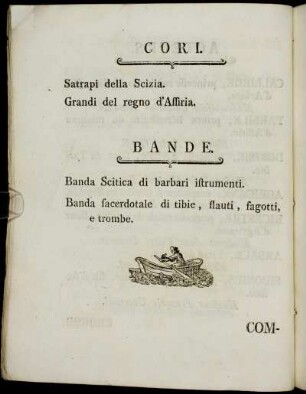 CORI.
Satrapi della Scizia.
Grandi del regno d'Aſſiria.
BANDE.
Banda Scitica di barbari iſtrumenti.
Banda ſacerdotale di tibie, flauti, fagotti,
e trombe.
COM-